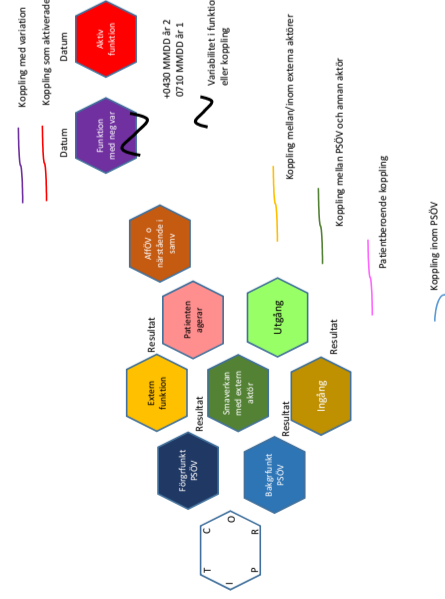 Koppling med veriation
Koppling som aktiverade
Datum
Datum
Funktion
med neg var
Aktiv
funktion
+0430 MMDD år 2
0710 MMDD år 1
Variabilitet i funktio
eller koppling
AffÖV o
närstående i
samv
Resultat
Extern
funktion
Patienten
agerar
Resultat
Förgrfunkt
PSÖV
Smaverkan
med extern
aktör
Utgång
T
C
I
O
P
R
Bakgrfunkt
PSÖV
Resultat
Ingång
Resultat
Koppling mellan/inom externa aktörer
Koppling mellan PSÖV och annan aktör
Patientberoende koppling
Koppling inom PSÖV